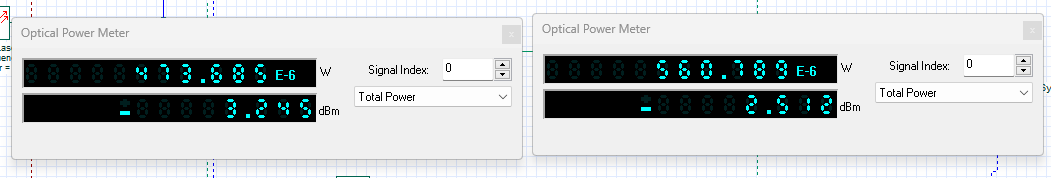 Optical Power Meter
x
473.685 E-6 W
Signal Index: 0
- 3.245 dBm
Total Power
Optical Power Meter
x
560.789 E-6 W
Signal Index: 0
- 2.512 dBm
Total Power